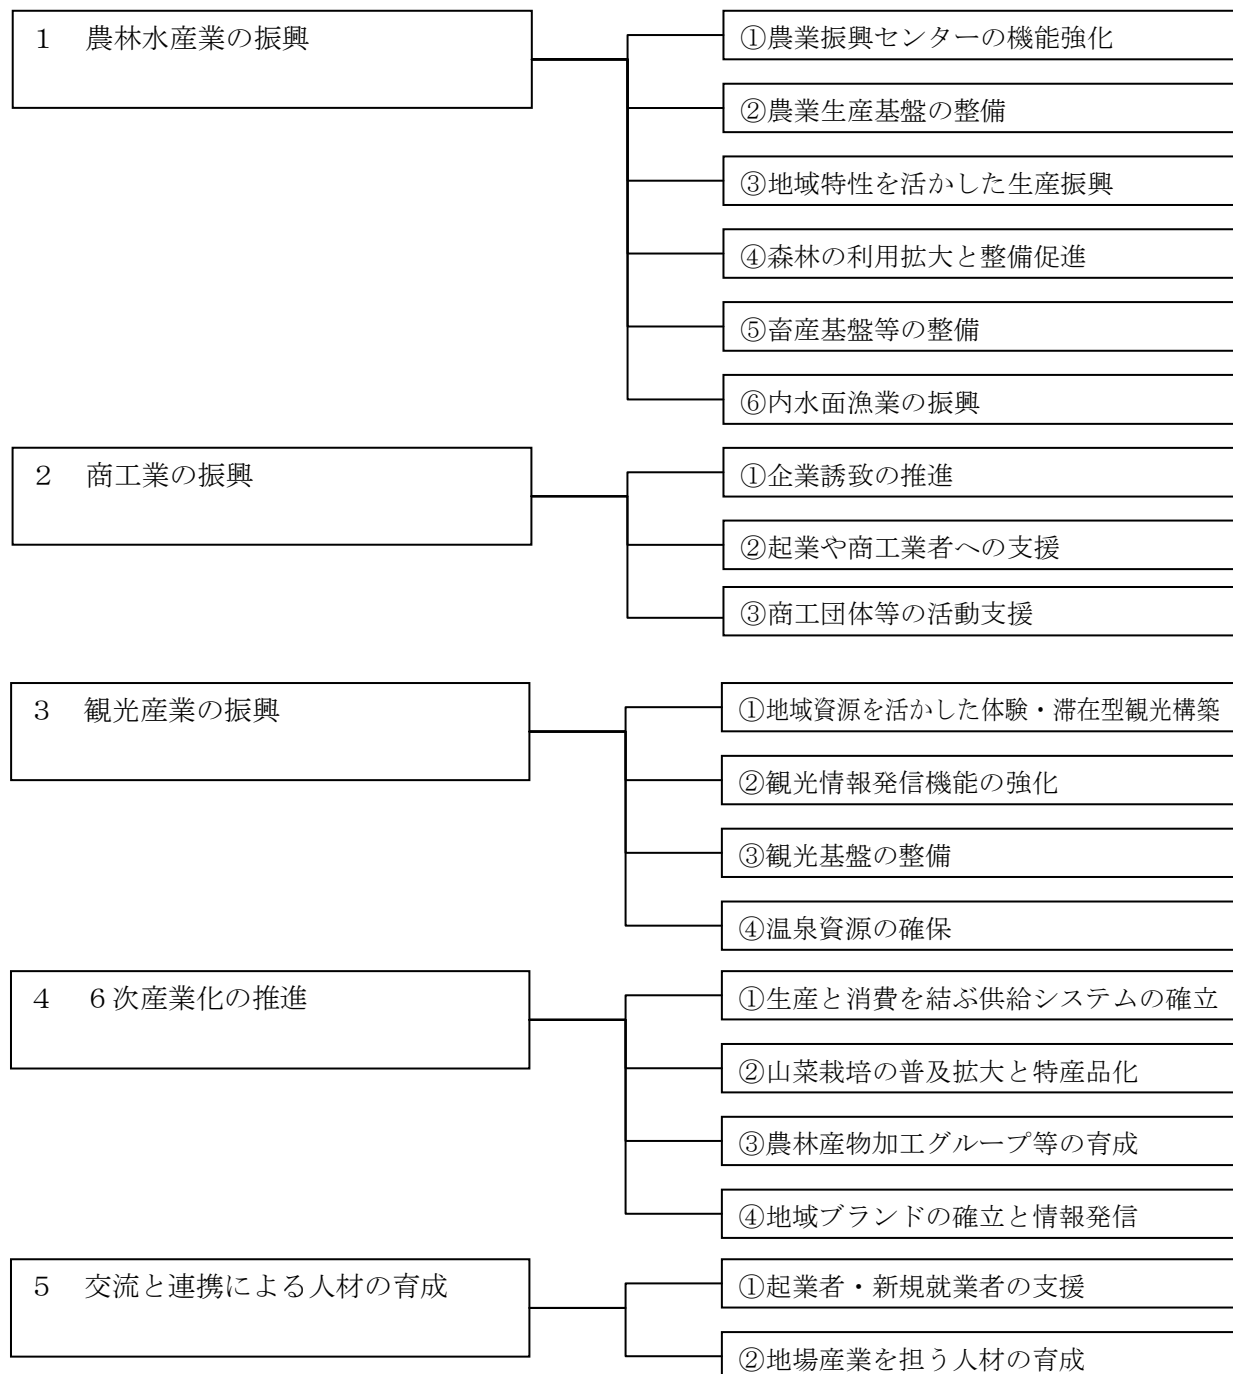 １　農林水産業の振興
①農業振興センターの機能強化
②農業生産基盤の整備
③地域特性を活かした生産振興
④森林の利用拡大と整備促進
⑤畜産基盤等の整備
⑥内水面漁業の振興
２　商工業の振興
①企業誘致の推進
②起業や商工業者への支援
③商工団体等の活動支援
３　観光産業の振興
①地域資源を活かした体験・滞在型観光構築
②観光情報発信機能の強化
③観光基盤の整備
④温泉資源の確保
４　６次産業化の推進
①生産と消費を結ぶ供給システムの確立
②山菜栽培の普及拡大と特産品化
③農林産物加工グループ等の育成
④地域ブランドの確立と情報発信
５　交流と連携による人材の育成
①起業者・新規就業者の支援
②地場産業を担う人材の育成